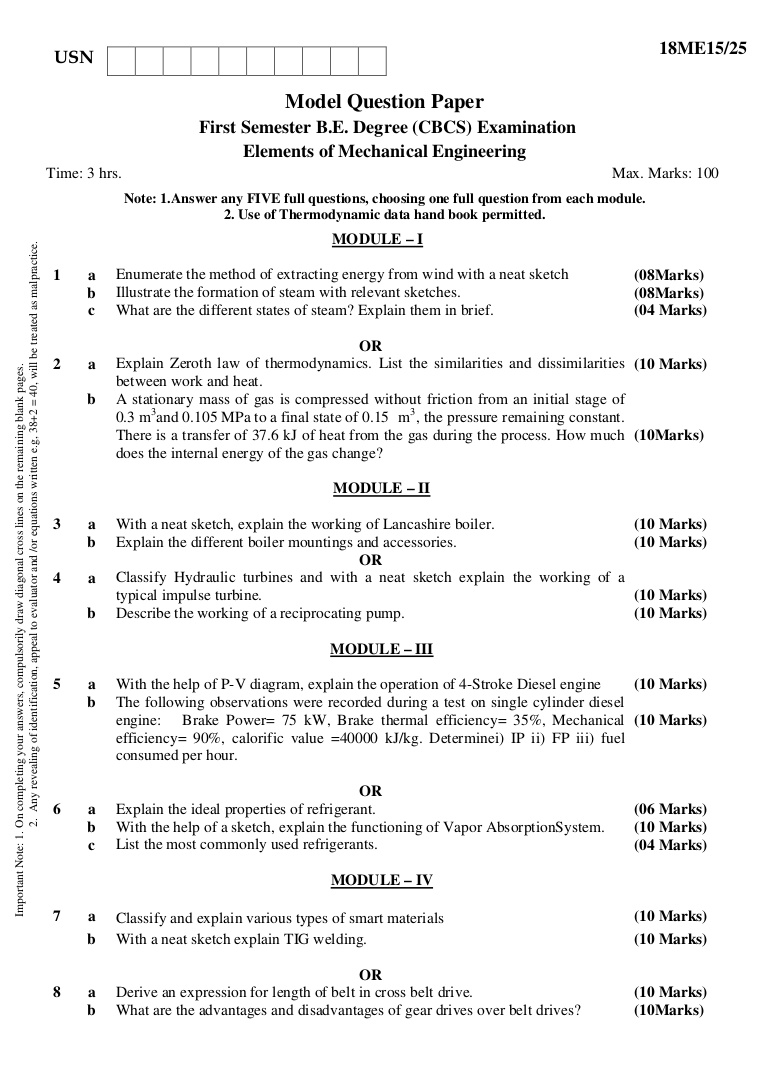 18ME15/25
USN
Model Question Paper
First Semester B.E. Degree (CBCS) Examination
Elements of Mechanical Engineering
Time: 3 hrs. Max. Marks: 100
Note: 1.Answer any FIVE full questions, choosing one full question from each module.
2. Use of Thermodynamic data hand book permitted.
MODULE – I
1 a Enumerate the method of extracting energy from wind with a neat sketch (08Marks)
b Illustrate the formation of steam with relevant sketches. (08Marks)
c What are the different states of steam? Explain them in brief. (04 Marks)
OR
2 a Explain Zeroth law of thermodynamics. List the similarities and dissimilarities (10 Marks)
between work and heat.
b A stationary mass of gas is compressed without friction from an initial stage of
0.3 m³and 0.105 MPa to a final state of 0.15 m³, the pressure remaining constant.
There is a transfer of 37.6 kJ of heat from the gas during the process. How much (10Marks)
does the internal energy of the gas change?
MODULE – II
3 a With a neat sketch, explain the working of Lancashire boiler. (10 Marks)
b Explain the different boiler mountings and accessories. (10 Marks)
OR
4 a Classify Hydraulic turbines and with a neat sketch explain the working of a
typical impulse turbine. (10 Marks)
b Describe the working of a reciprocating pump. (10 Marks)
MODULE – III
5 a With the help of P-V diagram, explain the operation of 4-Stroke Diesel engine (10 Marks)
b The following observations were recorded during a test on single cylinder diesel
engine: Brake Power= 75 kW, Brake thermal efficiency= 35%, Mechanical (10 Marks)
efficiency= 90%, calorific value =40000 kJ/kg. Determinei) IP ii) FP iii) fuel
consumed per hour.
OR
6 a Explain the ideal properties of refrigerant. (06 Marks)
b With the help of a sketch, explain the functioning of Vapor AbsorptionSystem. (10 Marks)
c List the most commonly used refrigerants. (04 Marks)
MODULE – IV
7 a Classify and explain various types of smart materials (10 Marks)
b With a neat sketch explain TIG welding. (10 Marks)
OR
8 a Derive an expression for length of belt in cross belt drive. (10 Marks)
b What are the advantages and disadvantages of gear drives over belt drives? (10Marks)
Important Note: 1. On completing your answers, compulsorily draw diagonal cross lines on the remaining blank pages.
2. Any revealing of identification, appeal to evaluator and /or equations written e.g, 38+2 = 40, will be treated as malpractice.